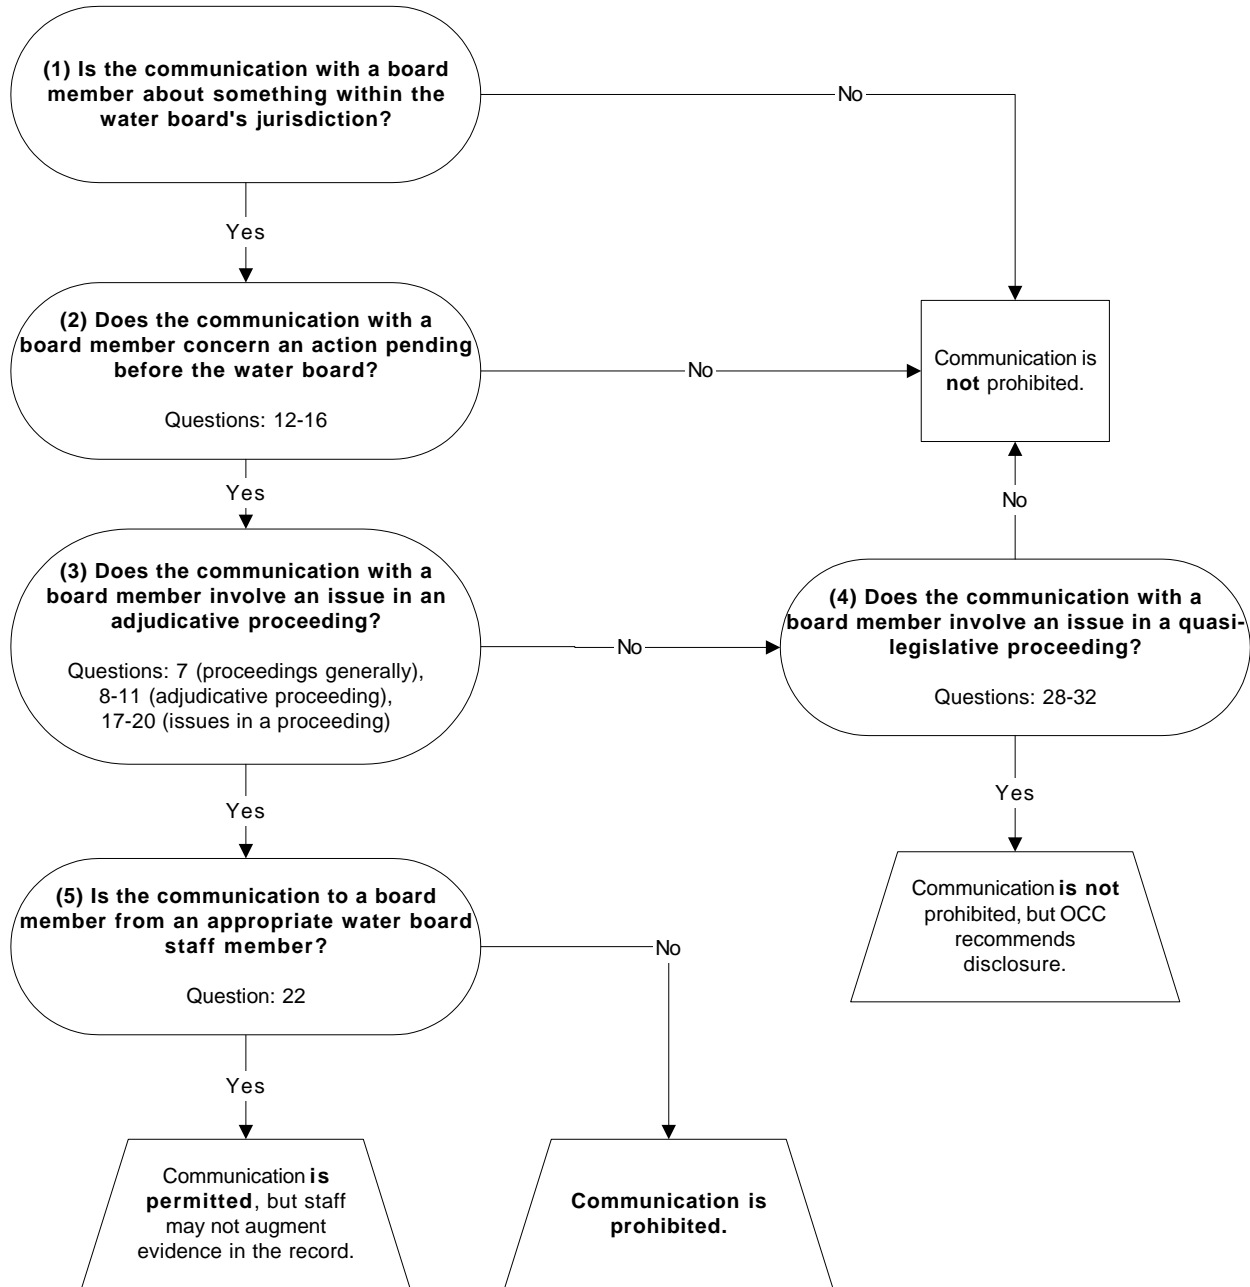 (1) Is the communication with a board
member about something within the
water board's jurisdiction?
No
Yes
(2) Does the communication with a
board member concern an action pending
before the water board?
Questions: 12-16
No
Communication is
not prohibited.
Yes
No
(3) Does the communication with a
board member involve an issue in an
adjudicative proceeding?
Questions: 7 (proceedings generally),
8-11 (adjudicative proceeding),
17-20 (issues in a proceeding)
No
(4) Does the communication with a
board member involve an issue in a quasi-
legislative proceeding?
Questions: 28-32
Yes
Yes
(5) Is the communication to a board
member from an appropriate water board
staff member?
Question: 22
No
Communication is not
prohibited, but OCC
recommends
disclosure.
Yes
Communication is
permitted, but staff
may not augment
evidence in the record.
Communication is
prohibited.